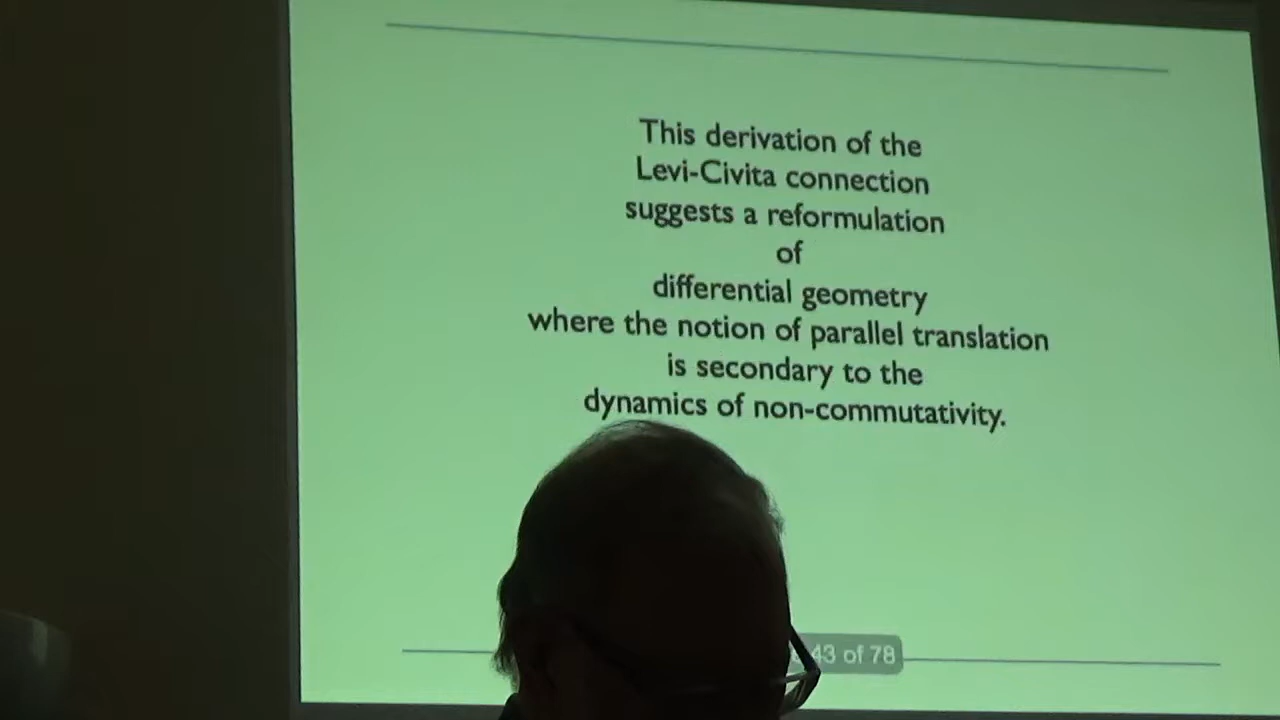 This derivation of the
Levi-Civita connection
suggests a reformulation
of
differential geometry
where the notion of parallel translation
is secondary to the
dynamics of non-commutativity.
43 of 78